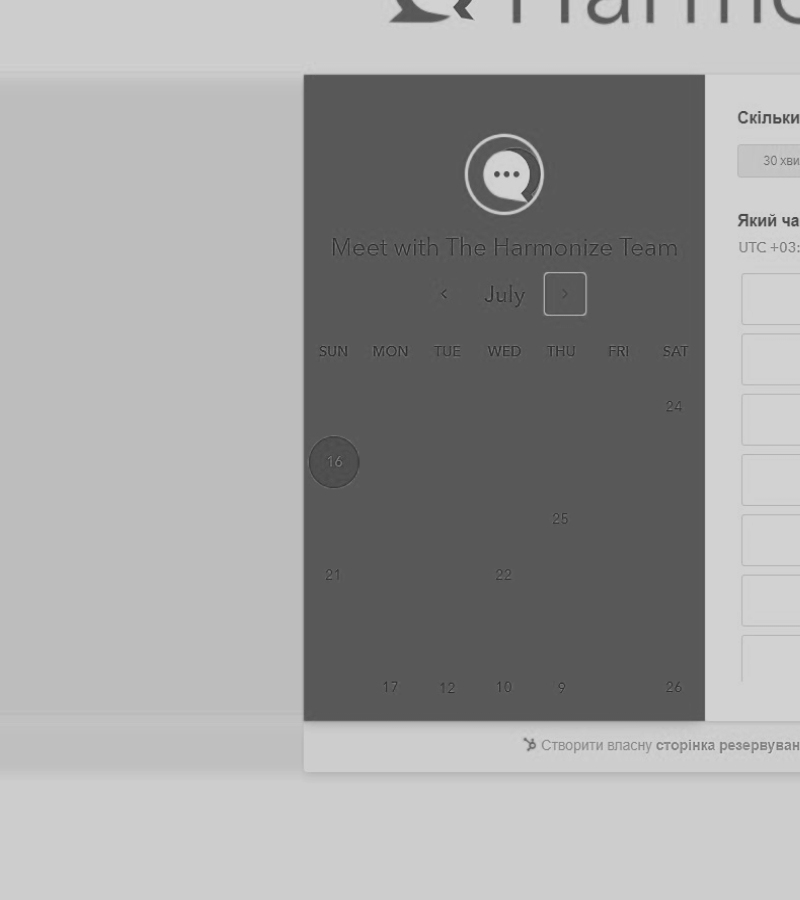 Harmo
Meet with The Harmonize Team
July
SUN MON TUE WED THU FRI SAT
24
16
25
21 22
17 12 10 9 26
Скільки
30 хви
Який ча
UTC +03:
Створити власну сторінка резервуван